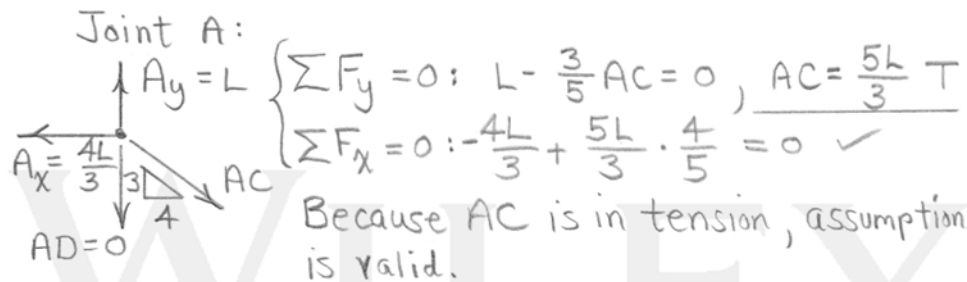 Joint A:
Ay = L
ΣFy = 0: L - 3/5 AC = 0, AC = 5L/3 T
ΣFx = 0: -4L/3 + 5L/3 · 4/5 = 0 ✓
Ax = 4L/3
3
4
AC
AD = 0
Because AC is in tension, assumption
is valid.
WILEY